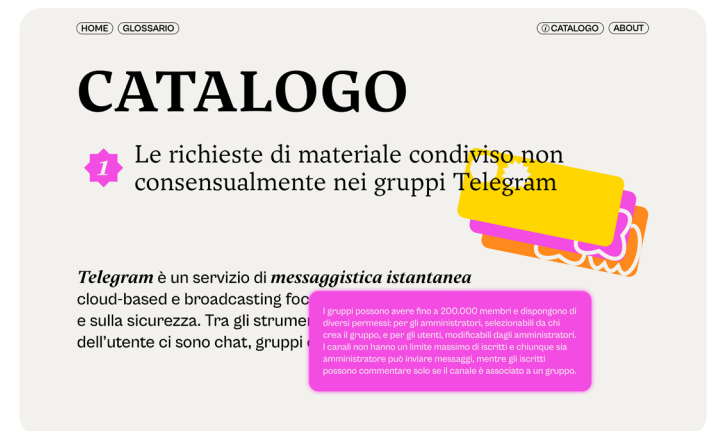 HOME GLOSSARIO
CATALOGO ABOUT
CATALOGO
1
Le richieste di materiale condiviso non
consensualmente nei gruppi Telegram
Telegram è un servizio di messaggistica istantanea
cloud-based e broadcasting
e sulla sicurezza. Tra gli
dell'utente ci sono chat, gruppi
I gruppi possono avere fino a 200.000 membri e dispongono di
diversi permessi: per gli amministratori, selezionabili da chi
crea il gruppo, e per gli utenti, modificabili dagli amministratori.
I canali non hanno un limite massimo di iscritti e chiunque sia
amministratore può inviare messaggi, mentre gli iscritti
possono commentare solo se il canale è associato a un gruppo.